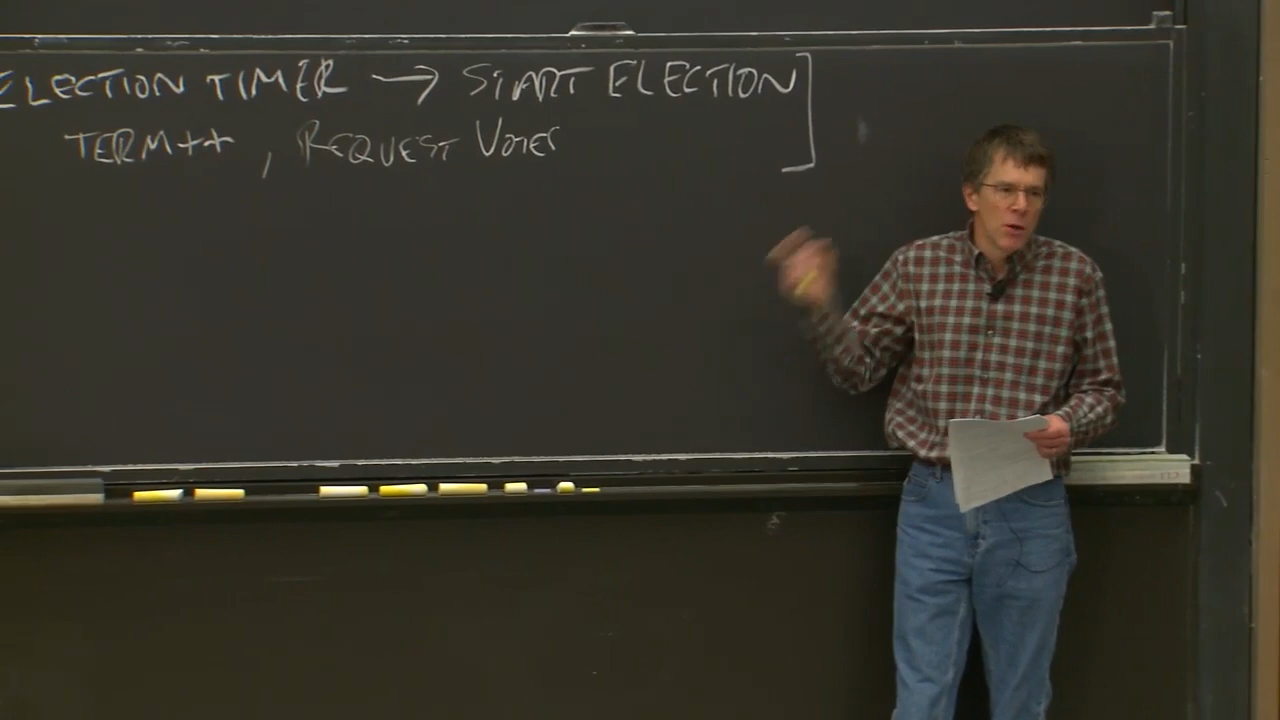 ELECTION TIMER → START ELECTION]
TERM++, REQUEST VOTES